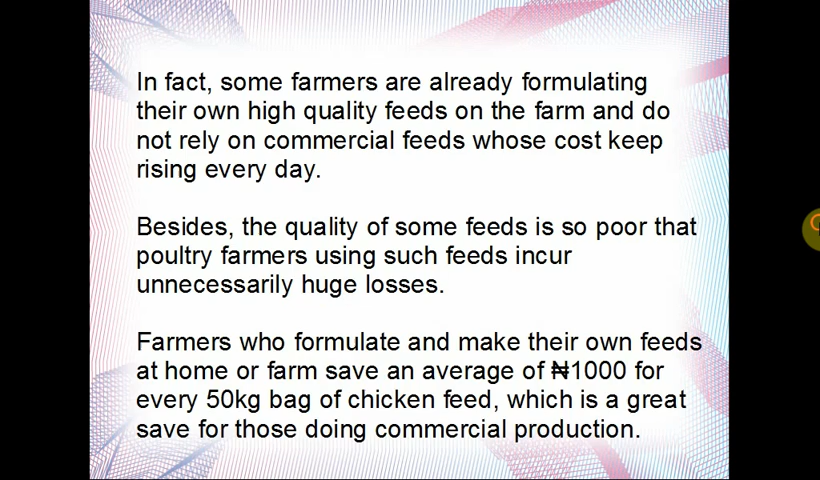 In fact, some farmers are already formulating
their own high quality feeds on the farm and do
not rely on commercial feeds whose cost keep
rising every day.
Besides, the quality of some feeds is so poor that
poultry farmers using such feeds incur
unnecessarily huge losses.
Farmers who formulate and make their own feeds
at home or farm save an average of ₦1000 for
every 50kg bag of chicken feed, which is a great
save for those doing commercial production.